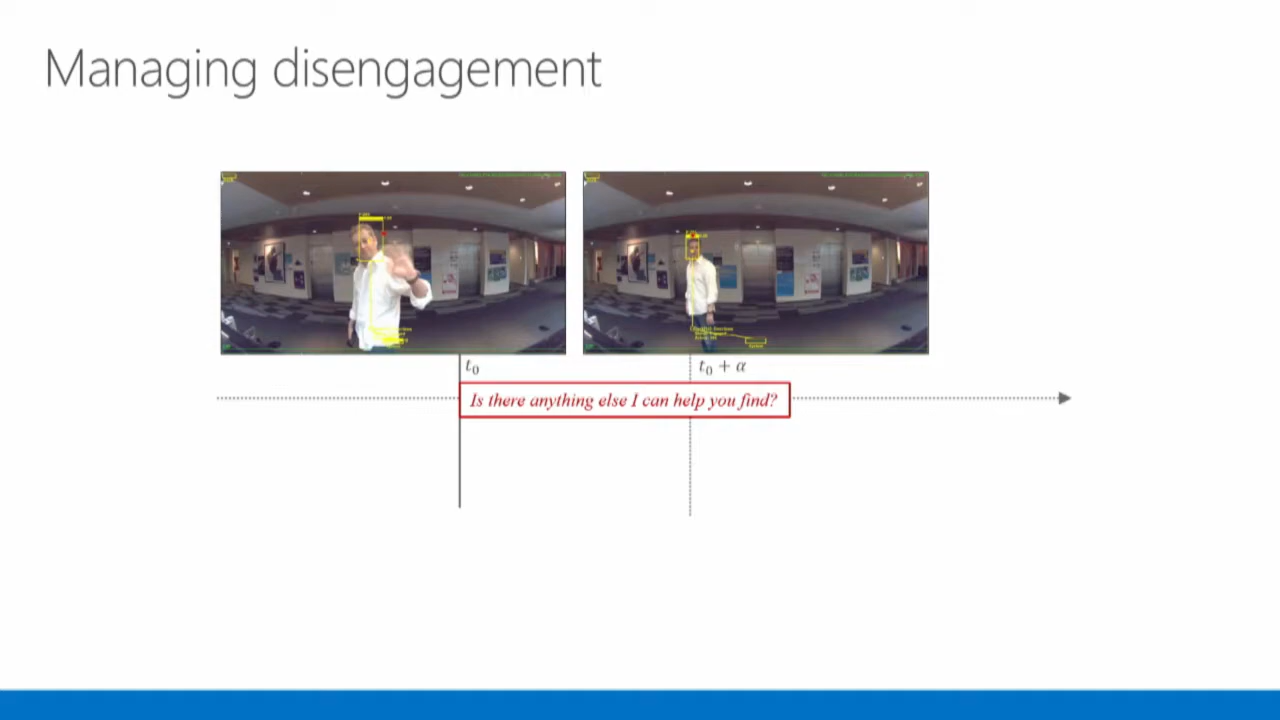 Managing disengagement
t₀
t₀ + α
Is there anything else I can help you find?